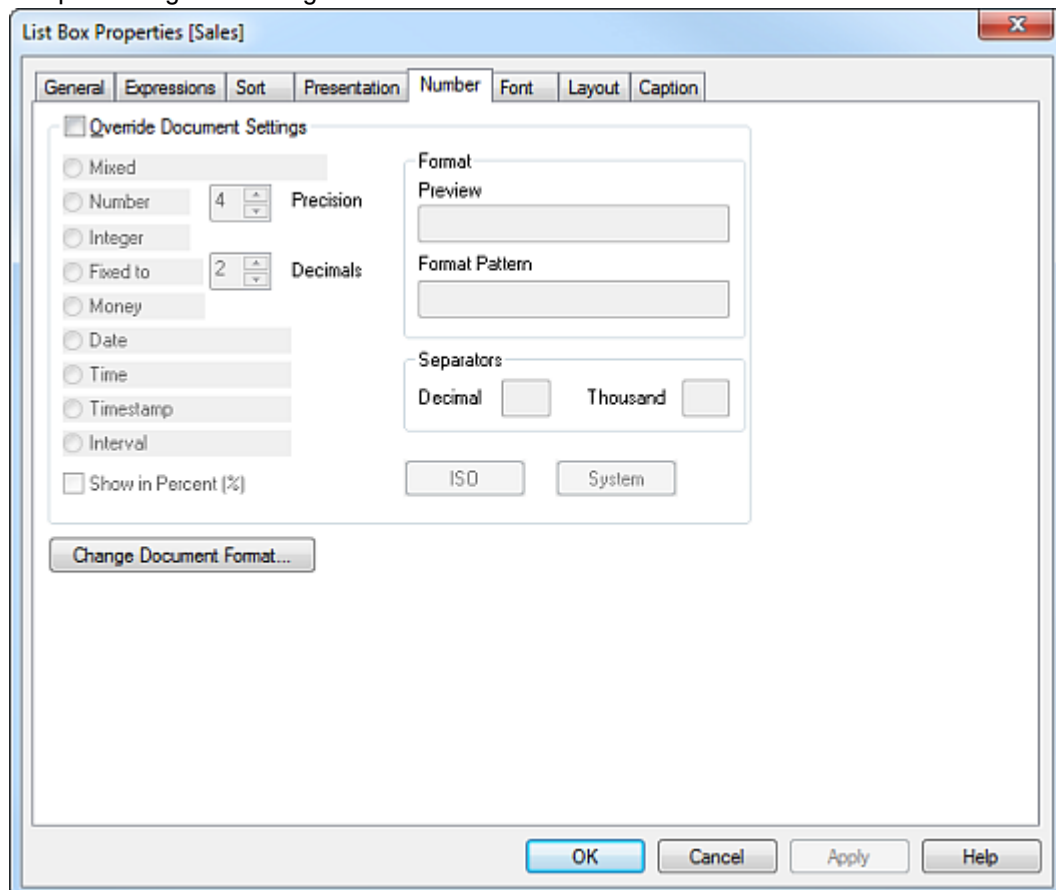 List Box Properties [Sales]
General Expressions Sort Presentation Number Font Layout Caption
Override Document Settings
Mixed
Number 4 Precision
Integer
Fixed to 2 Decimals
Money
Date
Time
Timestamp
Interval
Show in Percent (%)
Format
Preview
Format Pattern
Separators
Decimal Thousand
ISO System
Change Document Format...
OK Cancel Apply Help